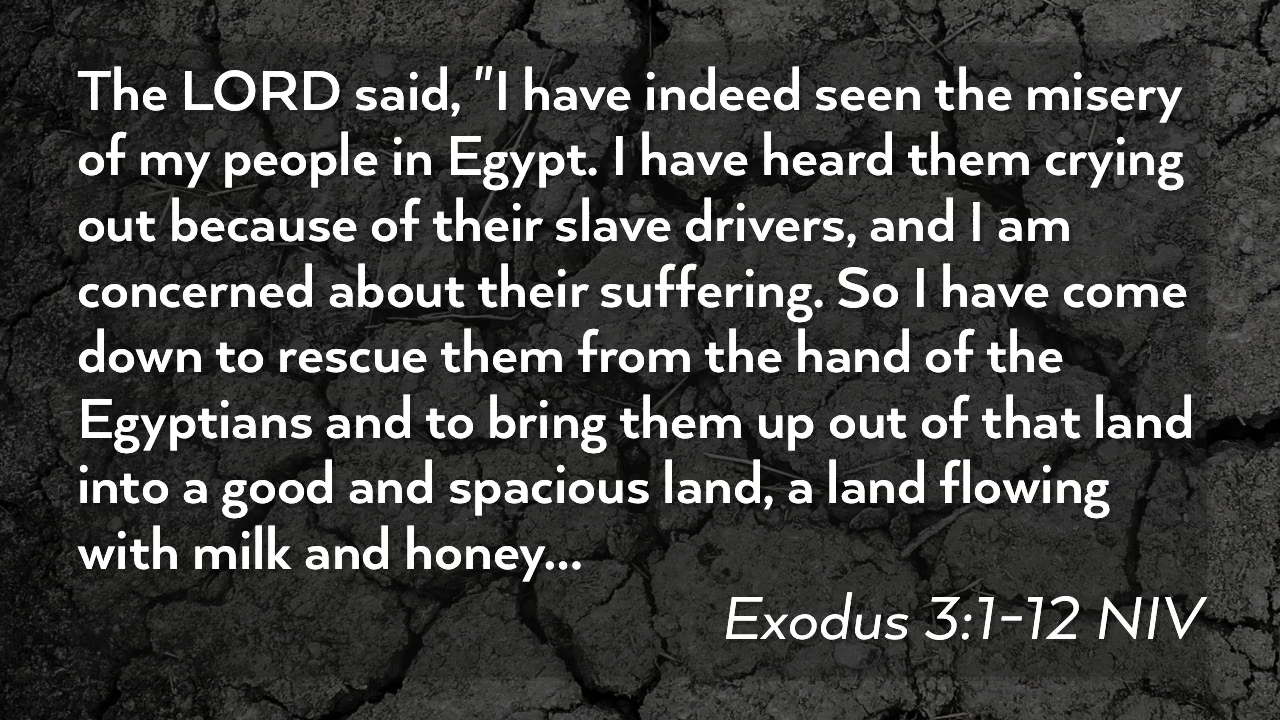 The LORD said, "I have indeed seen the misery
of my people in Egypt. I have heard them crying
out because of their slave drivers, and I am
concerned about their suffering. So I have come
down to rescue them from the hand of the
Egyptians and to bring them up out of that land
into a good and spacious land, a land flowing
with milk and honey...
Exodus 3:1-12 NIV